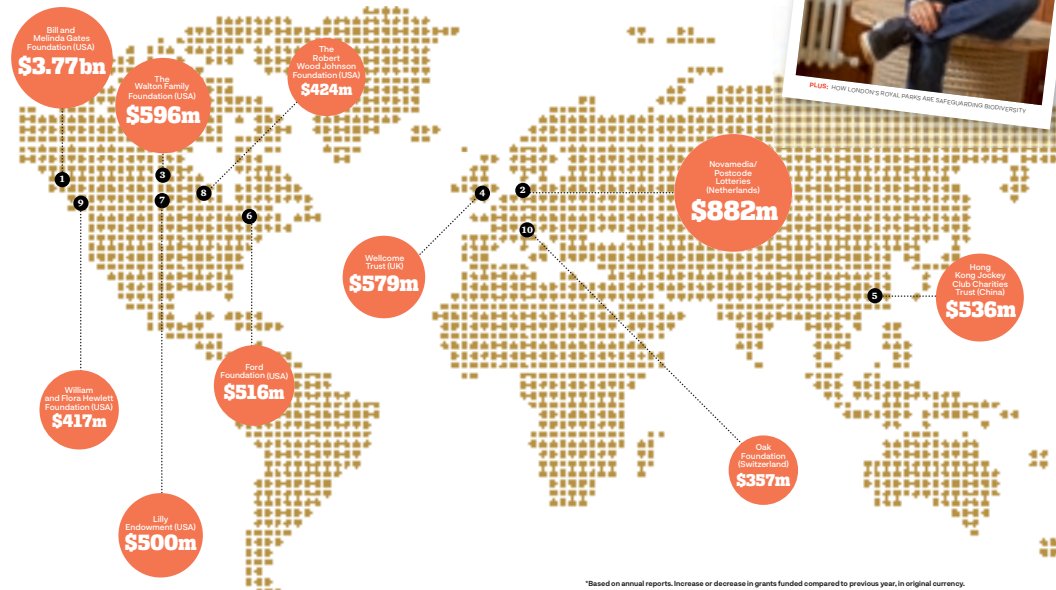 Bill and
Melinda Gates
Foundation (USA)
$3.77bn
The
Walton Family
Foundation (USA)
$596m
The
Robert
Wood Johnson
Foundation (USA)
$424m
PLUS: HOW LONDON'S ROYAL PARKS ARE SAFEGUARDING BIODIVERSITY
Novamedia/
Postcode
Lotteries
(Netherlands)
$882m
1
3
8
9
7
6
4
2
10
5
Wellcome
Trust (UK)
$579m
Hong
Kong Jockey
Club Charities
Trust (China)
$536m
Ford
Foundation (USA)
$516m
William
and Flora Hewlett
Foundation (USA)
$417m
Oak
Foundation
(Switzerland)
$357m
Lilly
Endowment (USA)
$500m
*Based on annual reports. Increase or decrease in grants funded compared to previous year, in original currency.